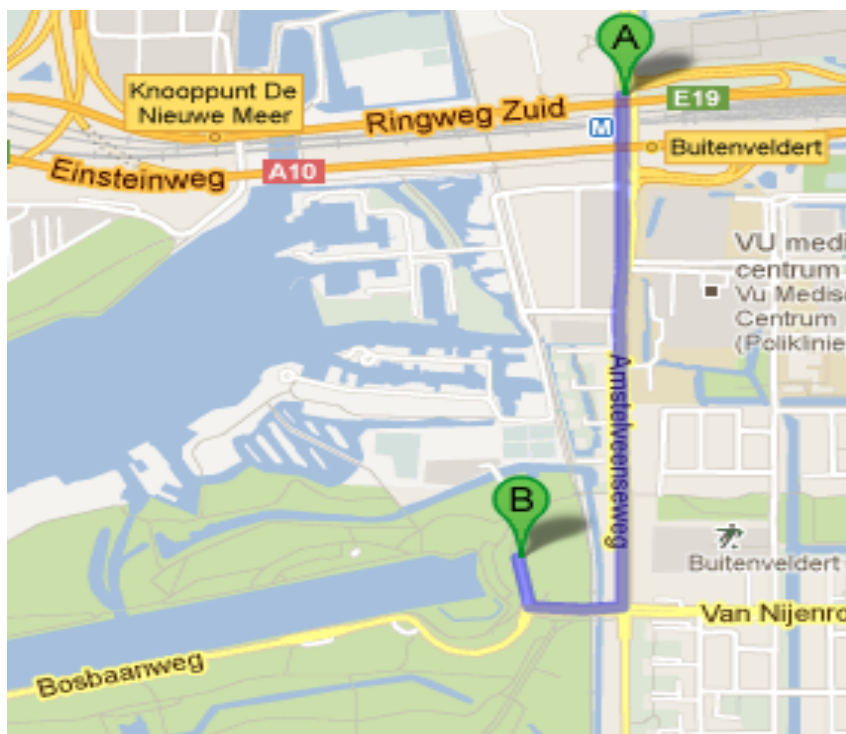 A
Knooppunt De
Nieuwe Meer
Ringweg Zuid
E19
M
Buitenveldert
Einsteinweg
A10
VU medi
centrum
Vu Medisc
Centrum
(Poliklinie
Amstelveenseweg
B
Buitenveldert
Van Nijenro
Bosbaanweg